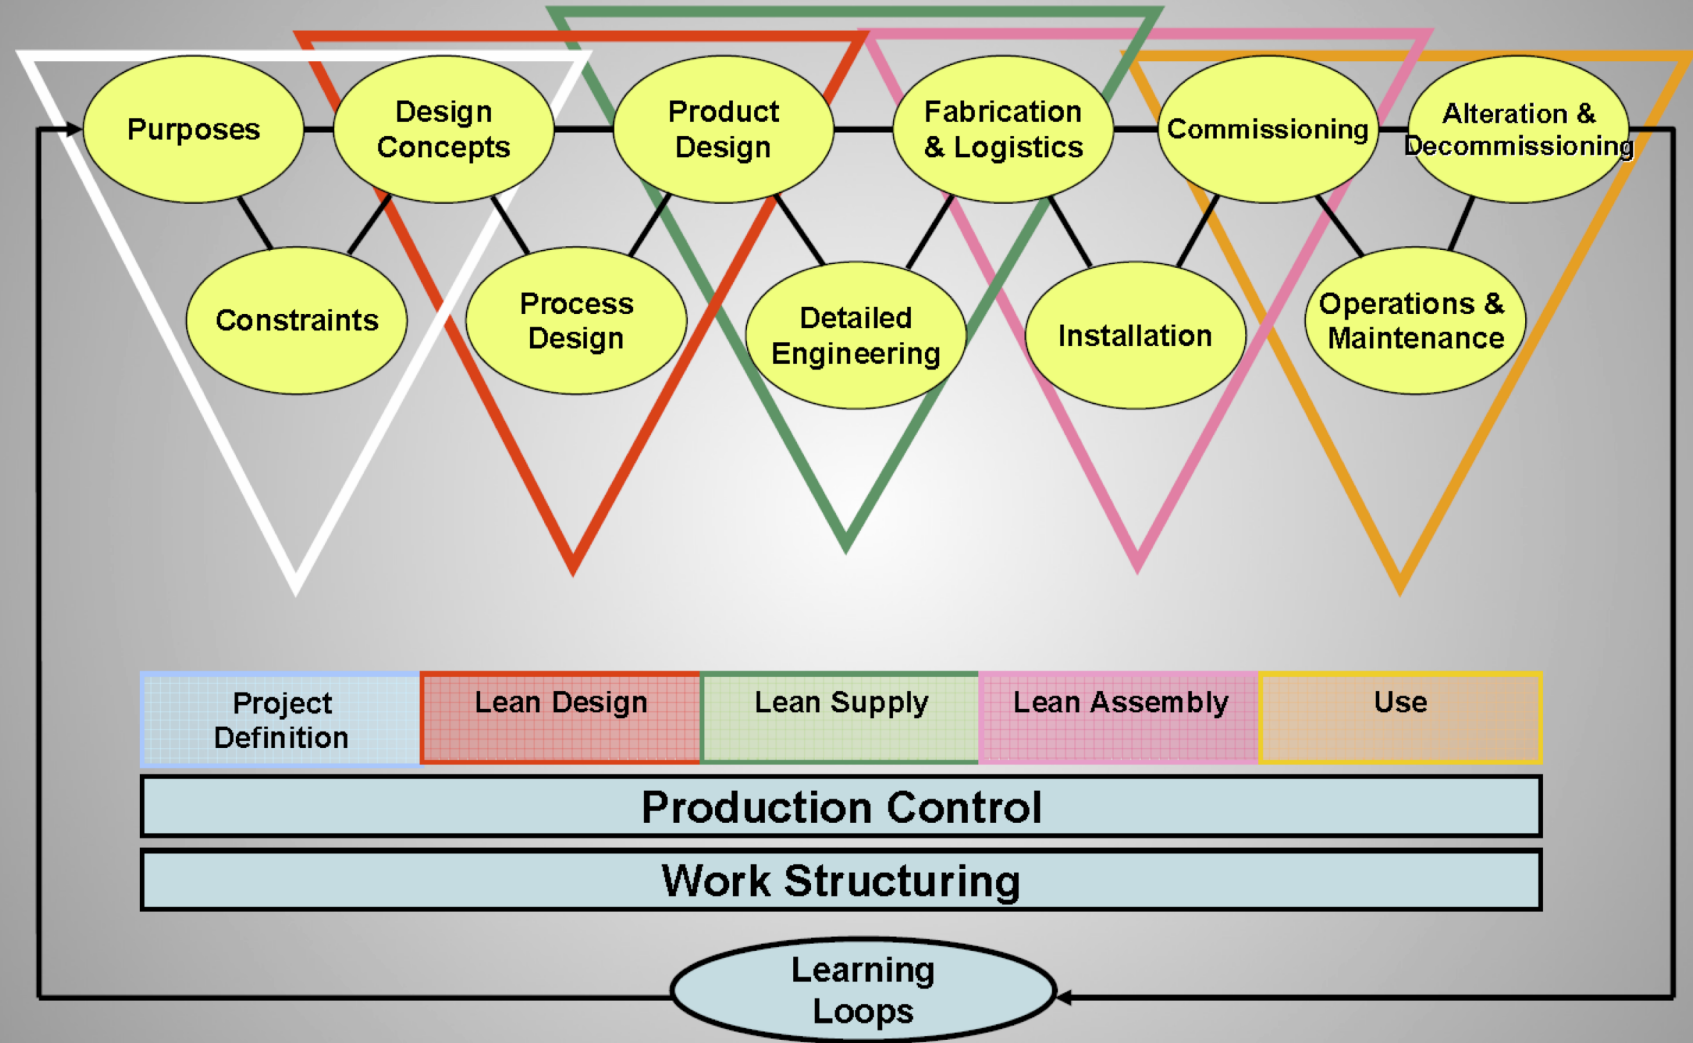 Purposes
Design
Concepts
Product
Design
Fabrication
& Logistics
Commissioning
Alteration &
Decommissioning
Constraints
Process
Design
Detailed
Engineering
Installation
Operations &
Maintenance
Project
Definition
Lean Design
Lean Supply
Lean Assembly
Use
Production Control
Work Structuring
Learning
Loops